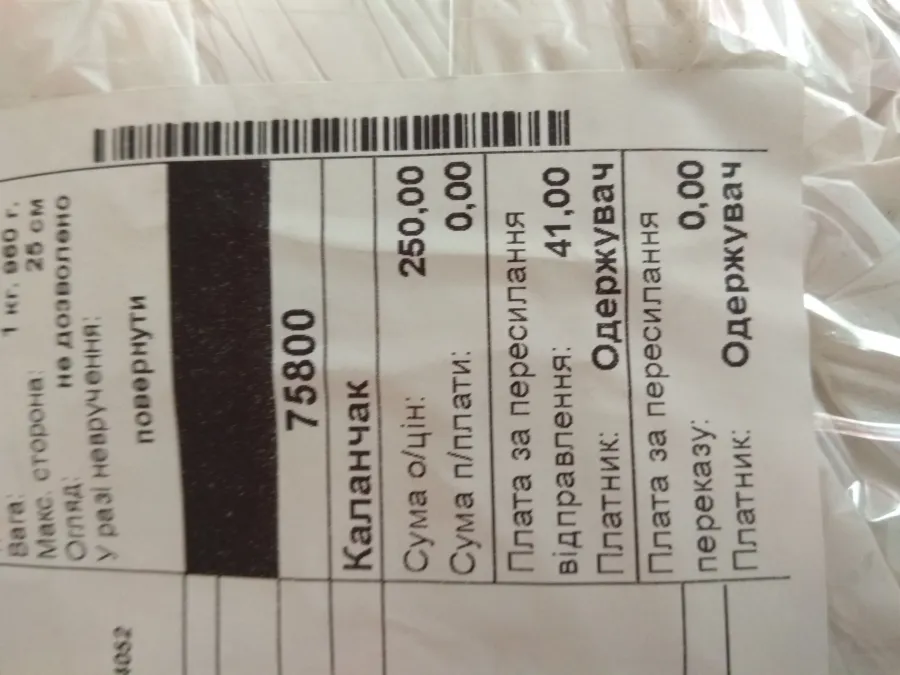 Вага: 1 кг. 960 г.
Макс. сторона: 25 см
Огляд: не дозволено
У разі невручення:
повернути
75800
Каланчак
Сума о/цін: 250,00
Сума п/плати: 0,00
Плата за пересилання
відправлення: 41,00
Платник: Одержувач
Плата за пересилання
переказу: 0,00
Платник: Одержувач
4052